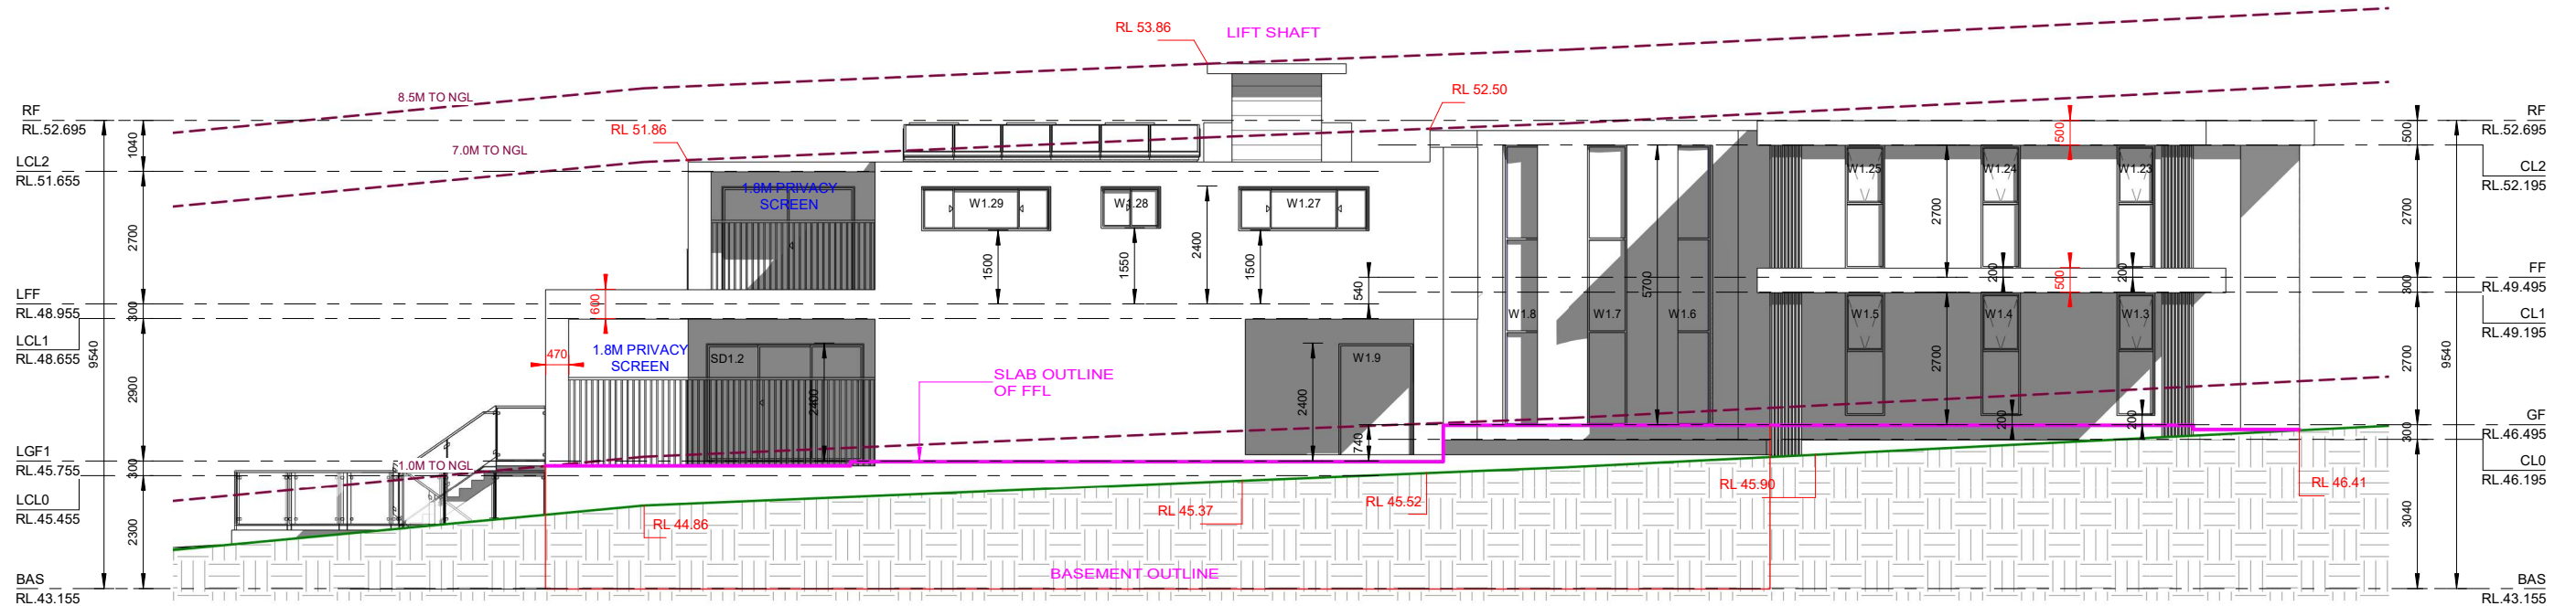 RL 53.86
LIFT SHAFT
8.5M TO NGL
RL 52.50
RF
RL.52.695
1040
RL 51.86
7.0M TO NGL
500
500
RF
RL.52.695
LCL2
RL.51.655
CL2
RL.52.195
1.8M PRIVACY
SCREEN
W1.29
W1.28
W1.27
W1.25
W1.24
W1.23
2700
2400
2700
2700
1500
1550
1500
540
5700
200
500
200
300
LFF
RL.48.955
300
600
FF
RL.49.495
LCL1
RL.48.655
9540
470
1.8M PRIVACY
SCREEN
SD1.2
W1.9
W1.8
W1.7
W1.6
W1.5
W1.4
W1.3
CL1
RL.49.195
9540
2900
2400
SLAB OUTLINE
OF FFL
2400
2700
2700
740
200
200
300
GF
RL.46.495
LGF1
RL.45.755
300
1.0M TO NGL
CL0
RL.46.195
LCL0
RL.45.455
2300
RL 44.86
RL 45.37
RL 45.52
RL 45.90
RL 46.41
3040
BASEMENT OUTLINE
BAS
RL.43.155
BAS
RL.43.155